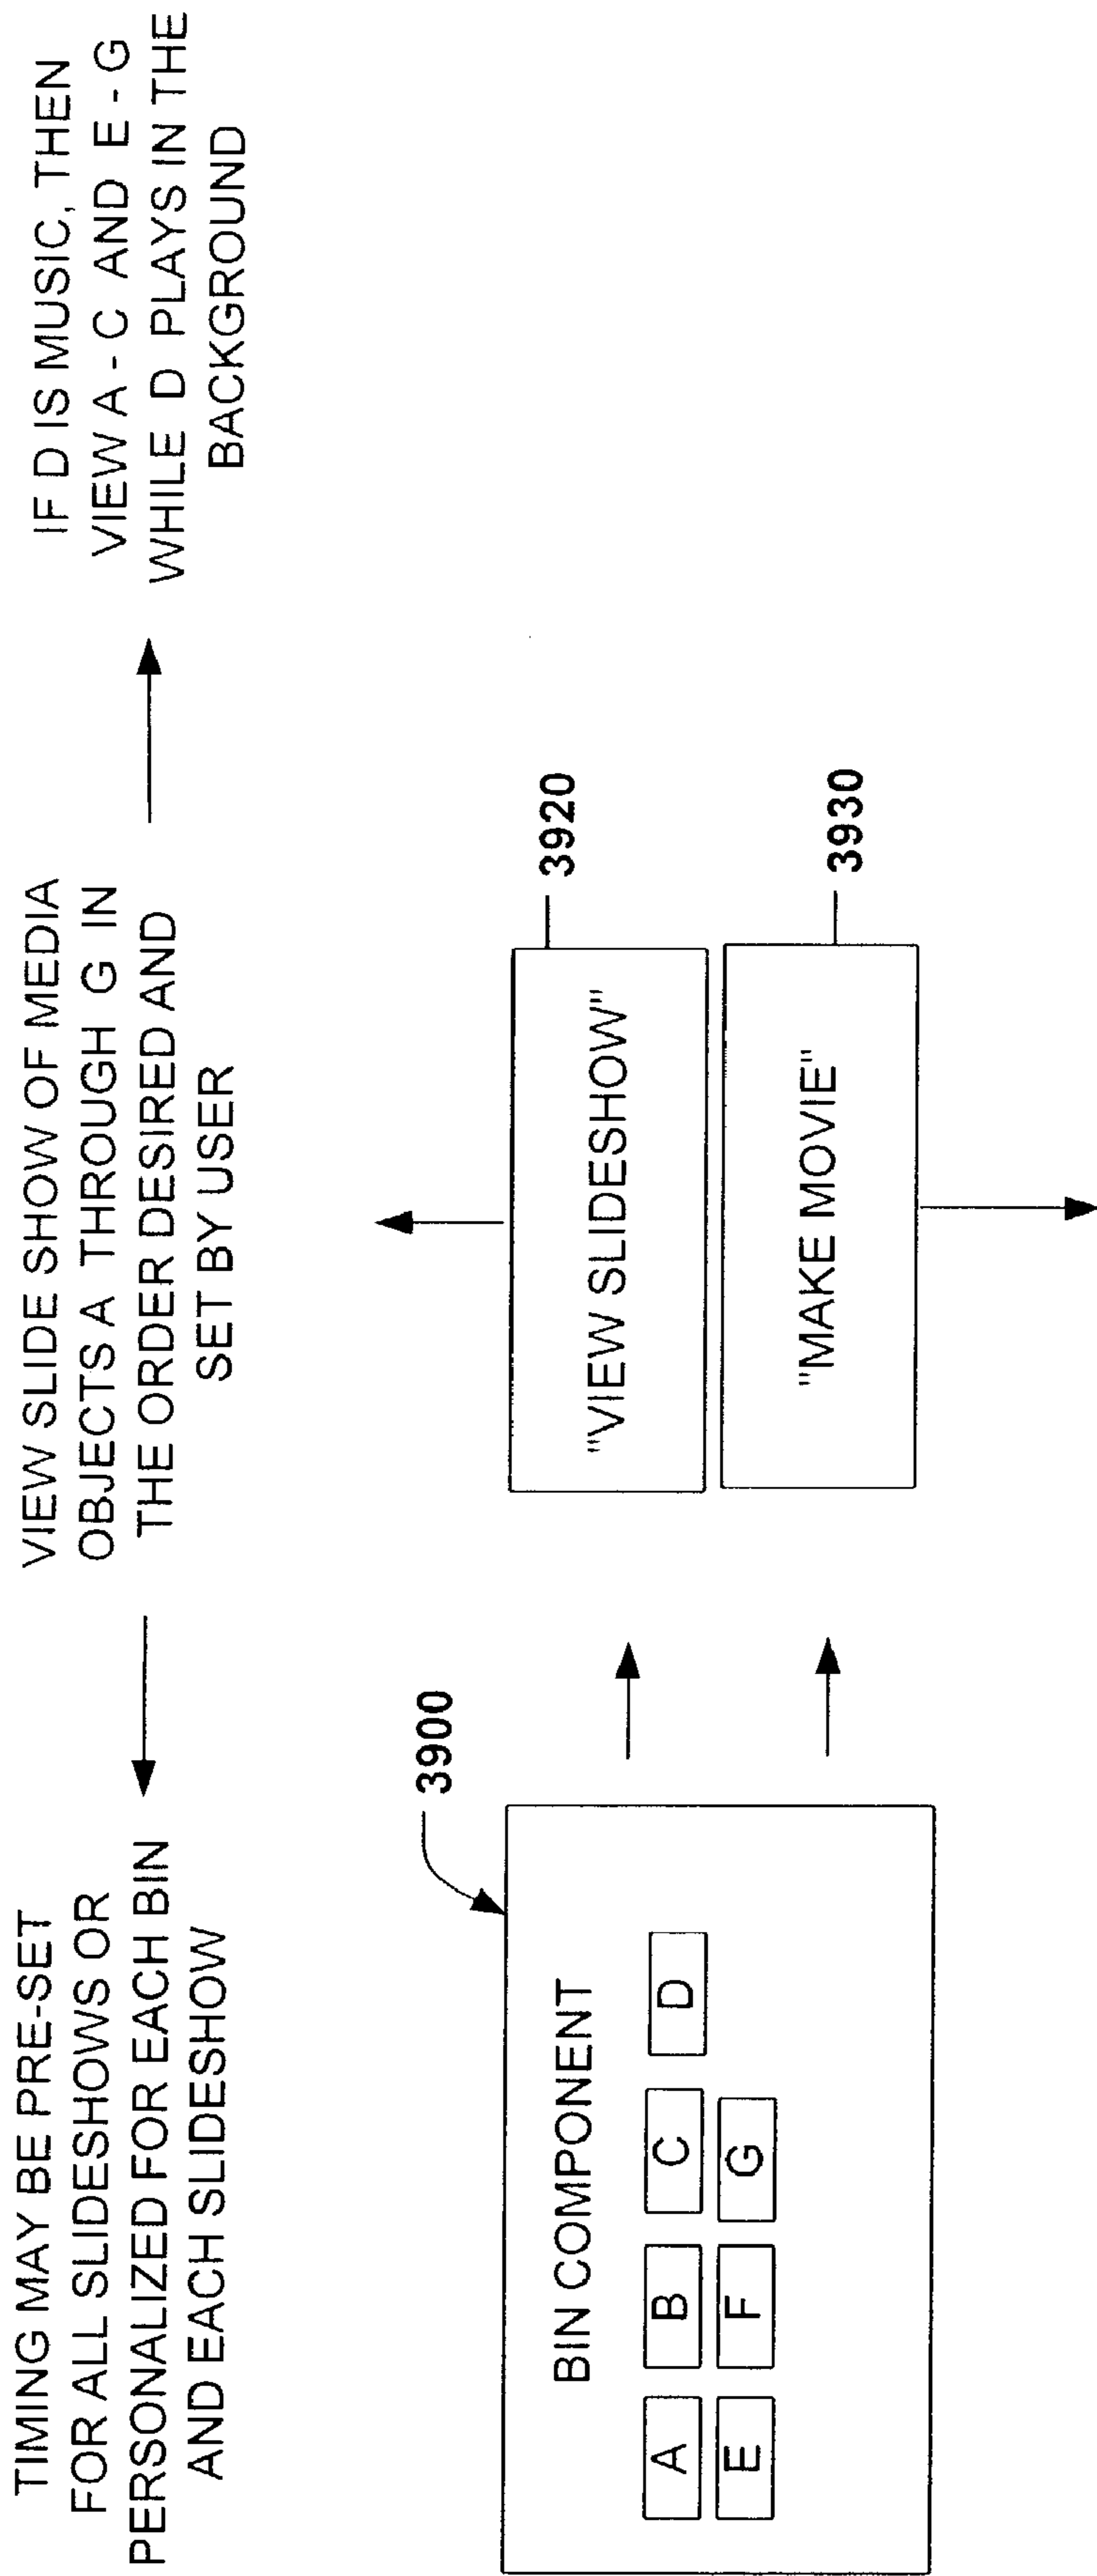 TIMING MAY BE PRE-SET
FOR ALL SLIDESHOWS OR
PERSONALIZED FOR EACH BIN
AND EACH SLIDESHOW
VIEW SLIDE SHOW OF MEDIA
OBJECTS A THROUGH G IN
THE ORDER DESIRED AND
SET BY USER
IF D IS MUSIC, THEN
VIEW A - C AND E - G
WHILE D PLAYS IN THE
BACKGROUND
3900
BIN COMPONENT
A B C D
E F G
"VIEW SLIDESHOW"
3920
"MAKE MOVIE"
3930